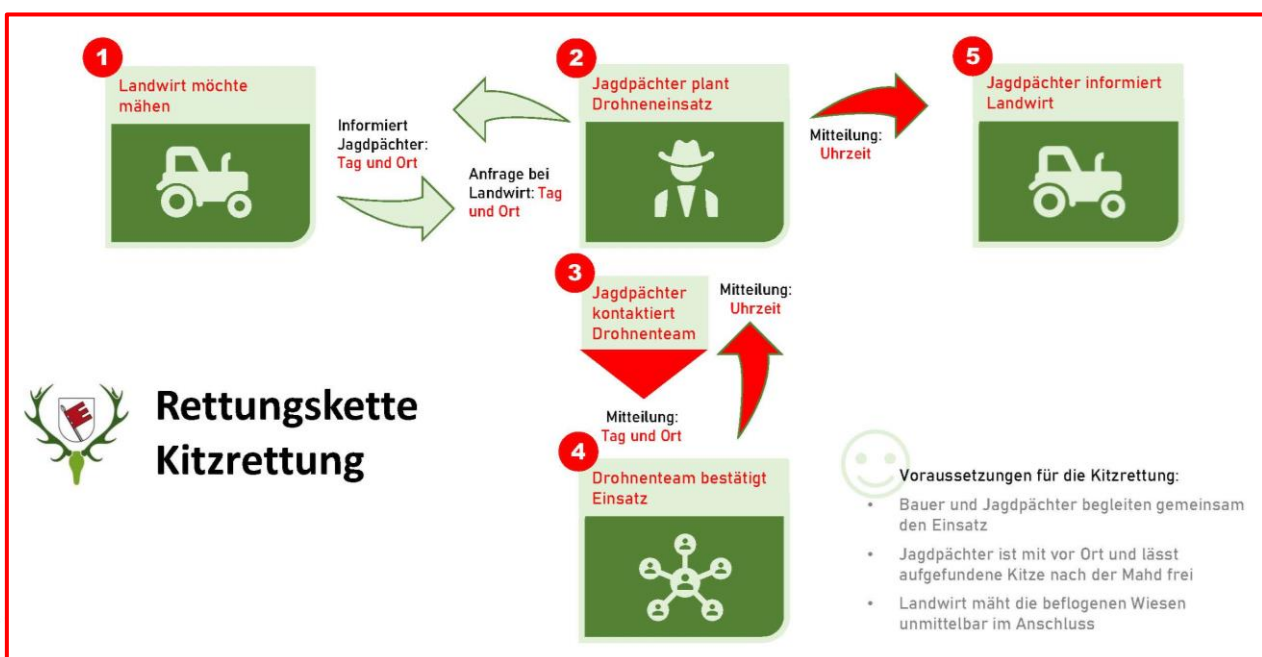 1
Landwirt möchte
mähen
Informiert
Jagdpächter:
Tag und Ort
Anfrage bei
Landwirt: Tag
und Ort
2
Jagdpächter plant
Drohneneinsatz
Mitteilung:
Uhrzeit
5
Jagdpächter informiert
Landwirt
3
Jagdpächter
kontaktiert
Drohnenteam
Mitteilung:
Uhrzeit
Mitteilung:
Tag und Ort
4
Drohnenteam bestätigt
Einsatz
Rettungskette
Kitzrettung
Voraussetzungen für die Kitzrettung:
• Bauer und Jagdpächter begleiten gemeinsam
den Einsatz
• Jagdpächter ist mit vor Ort und lässt
aufgefundene Kitze nach der Mahd frei
• Landwirt mäht die beflogenen Wiesen
unmittelbar im Anschluss